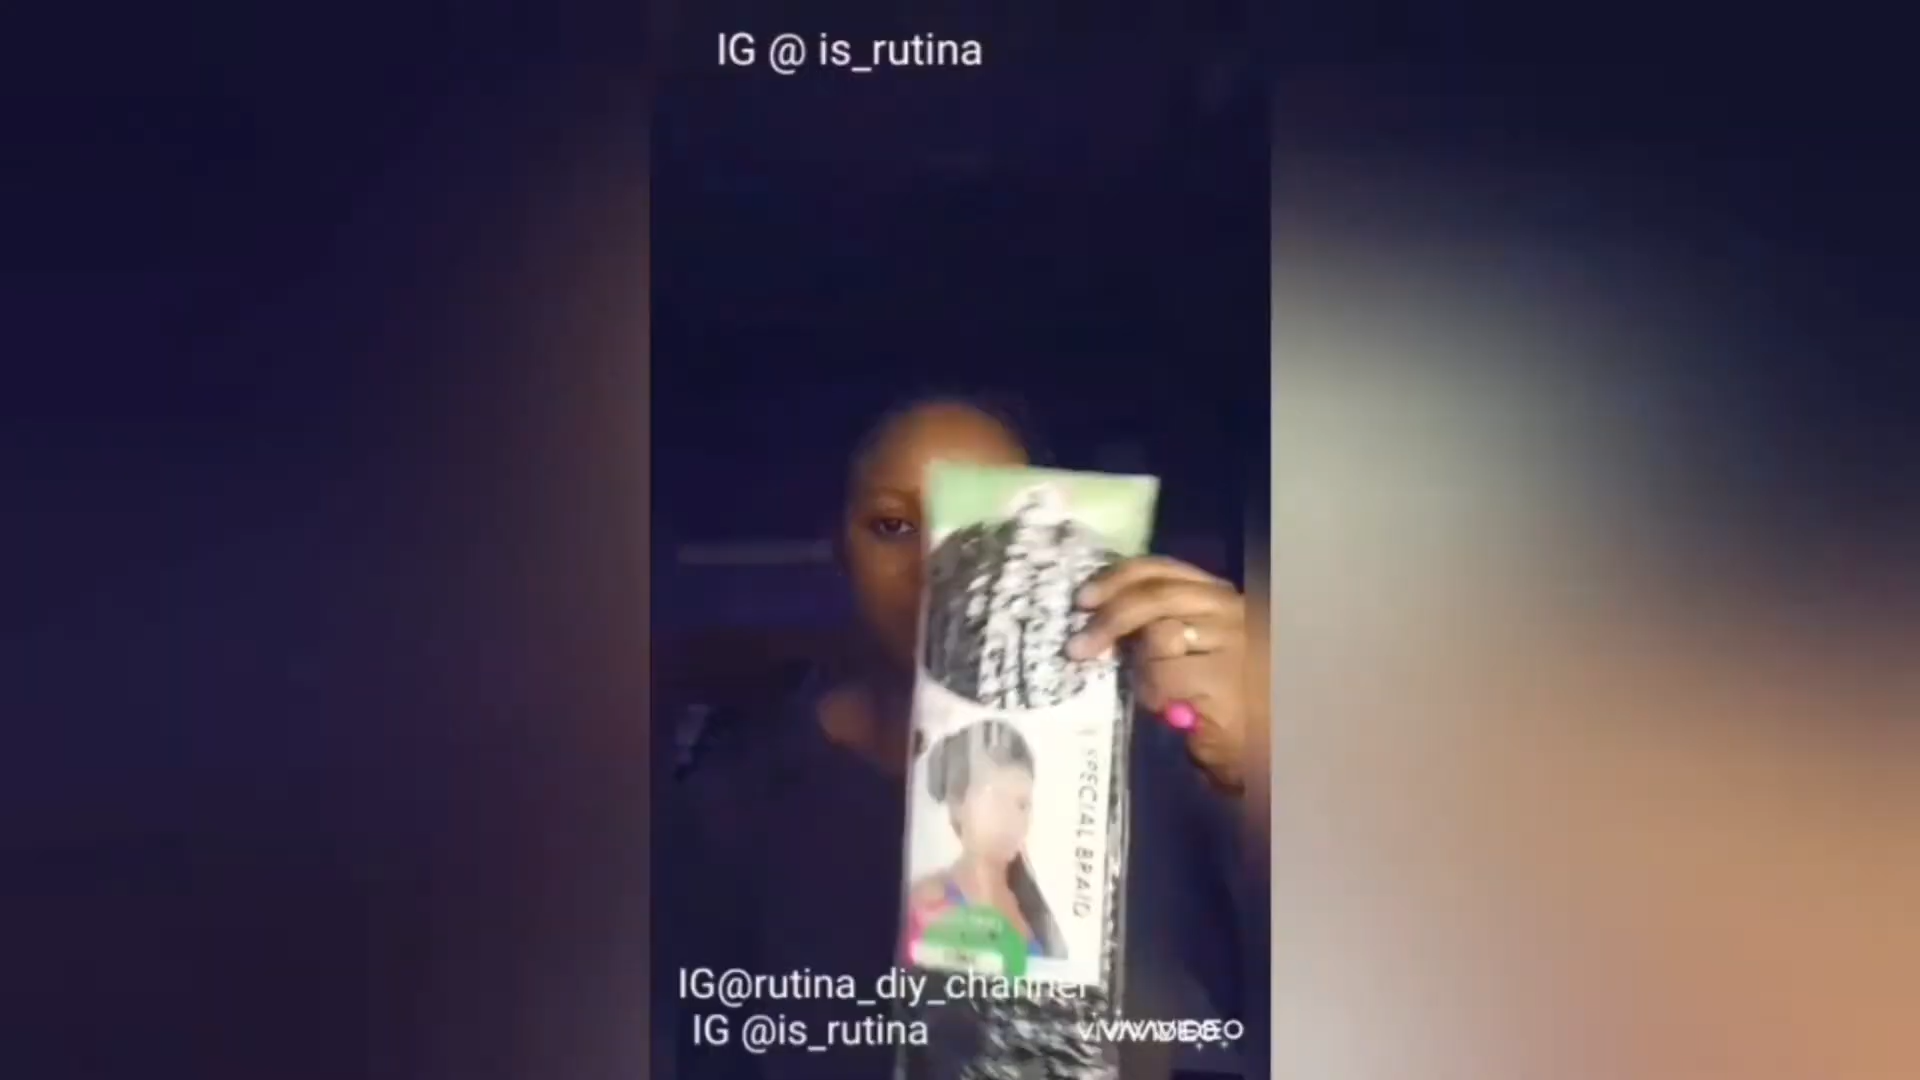 IG @ is_rutina
SPECIAL BRAID
IG@rutina_diy_channel
IG @is_rutina
VIVAVIDEO